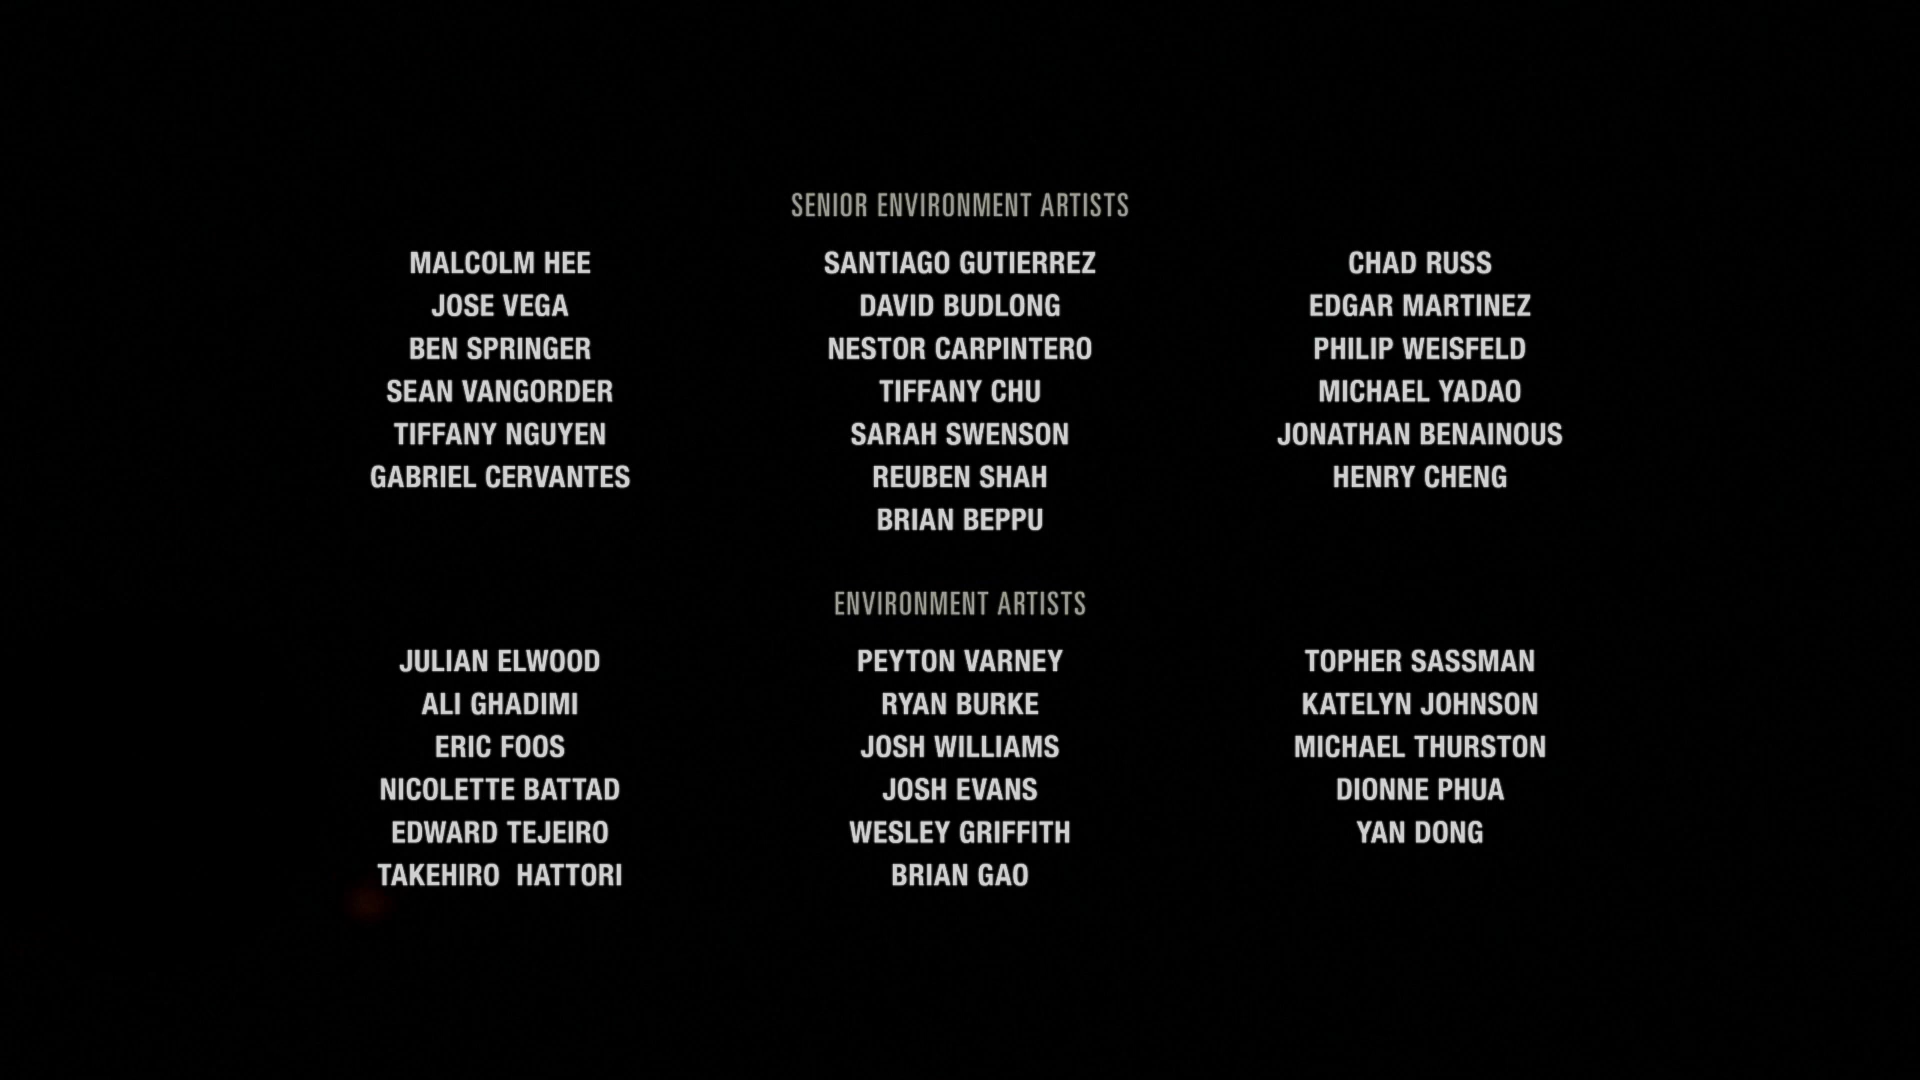 SENIOR ENVIRONMENT ARTISTS
MALCOLM HEE SANTIAGO GUTIERREZ CHAD RUSS
JOSE VEGA DAVID BUDLONG EDGAR MARTINEZ
BEN SPRINGER NESTOR CARPINTERO PHILIP WEISFELD
SEAN VANGORDER TIFFANY CHU MICHAEL YADAO
TIFFANY NGUYEN SARAH SWENSON JONATHAN BENAINOUS
GABRIEL CERVANTES REUBEN SHAH HENRY CHENG
BRIAN BEPPU
ENVIRONMENT ARTISTS
JULIAN ELWOOD PEYTON VARNEY TOPHER SASSMAN
ALI GHADIMI RYAN BURKE KATELYN JOHNSON
ERIC FOOS JOSH WILLIAMS MICHAEL THURSTON
NICOLETTE BATTAD JOSH EVANS DIONNE PHUA
EDWARD TEJEIRO WESLEY GRIFFITH YAN DONG
TAKEHIRO  HATTORI BRIAN GAO